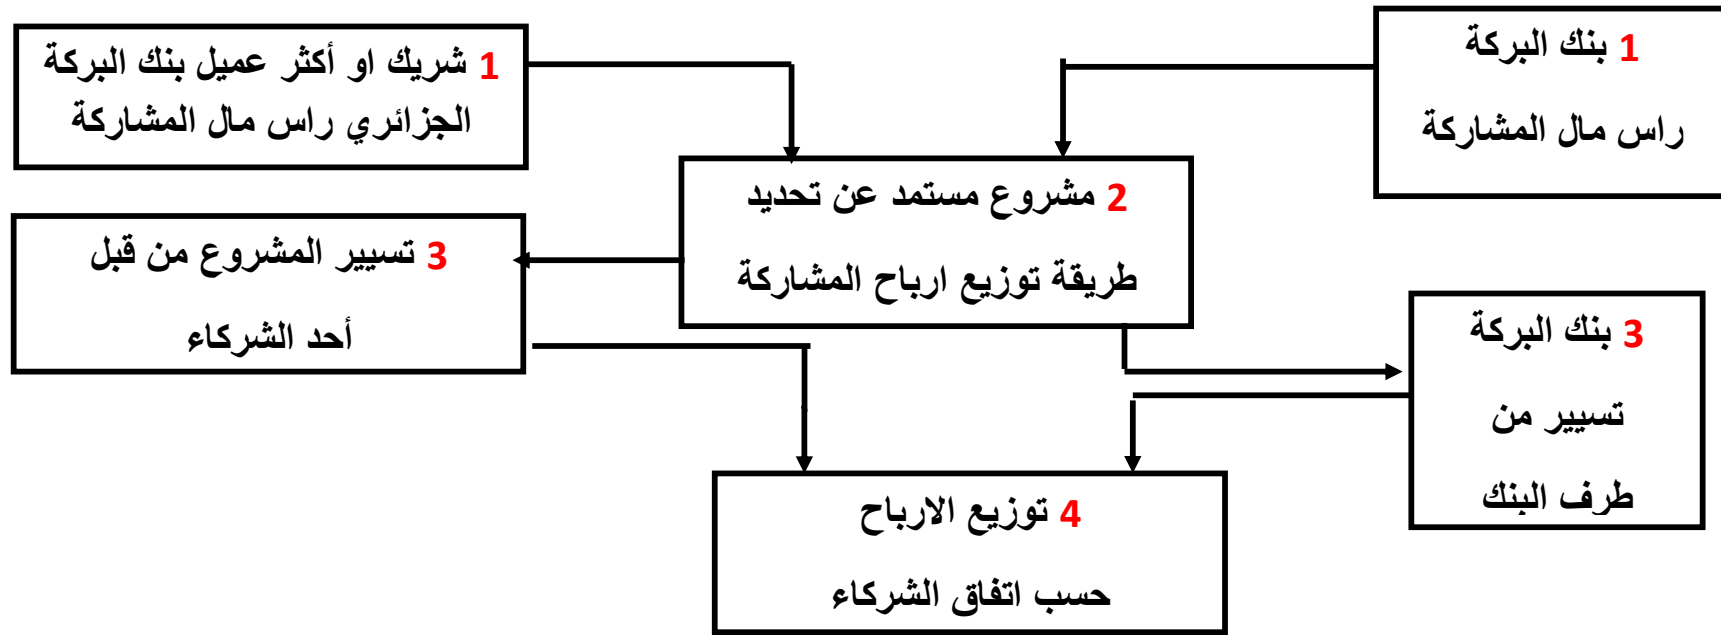 1 بنك البركة
راس مال المشاركة
1 شريك او أكثر عميل بنك البركة
الجزائري راس مال المشاركة
2 مشروع مستمد عن تحديد
طريقة توزيع ارباح المشاركة
3 بنك البركة
تسيير من
طرف البنك
3 تسيير المشروع من قبل
أحد الشركاء
4 توزيع الارباح
حسب اتفاق الشركاء